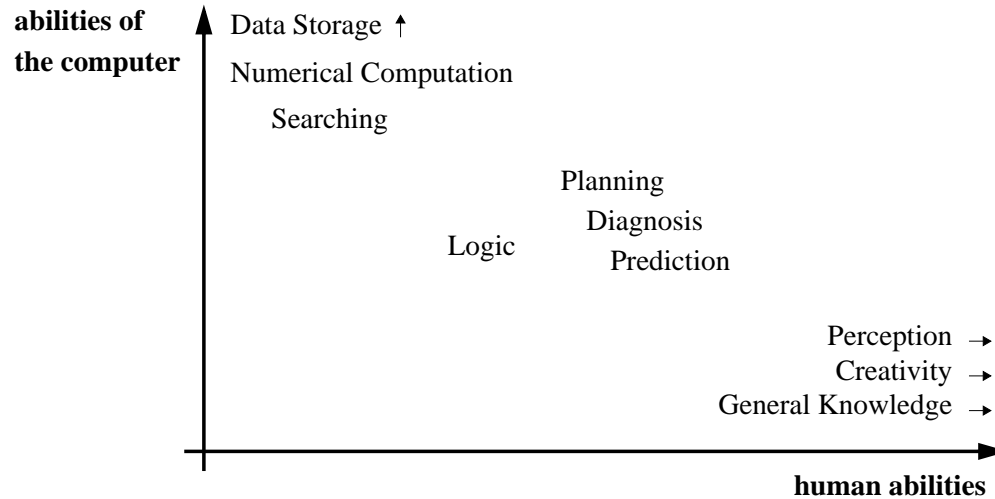 abilities of
the computer
Data Storage ↑
Numerical Computation
Searching
Planning
Diagnosis
Logic
Prediction
Perception →
Creativity →
General Knowledge →
human abilities